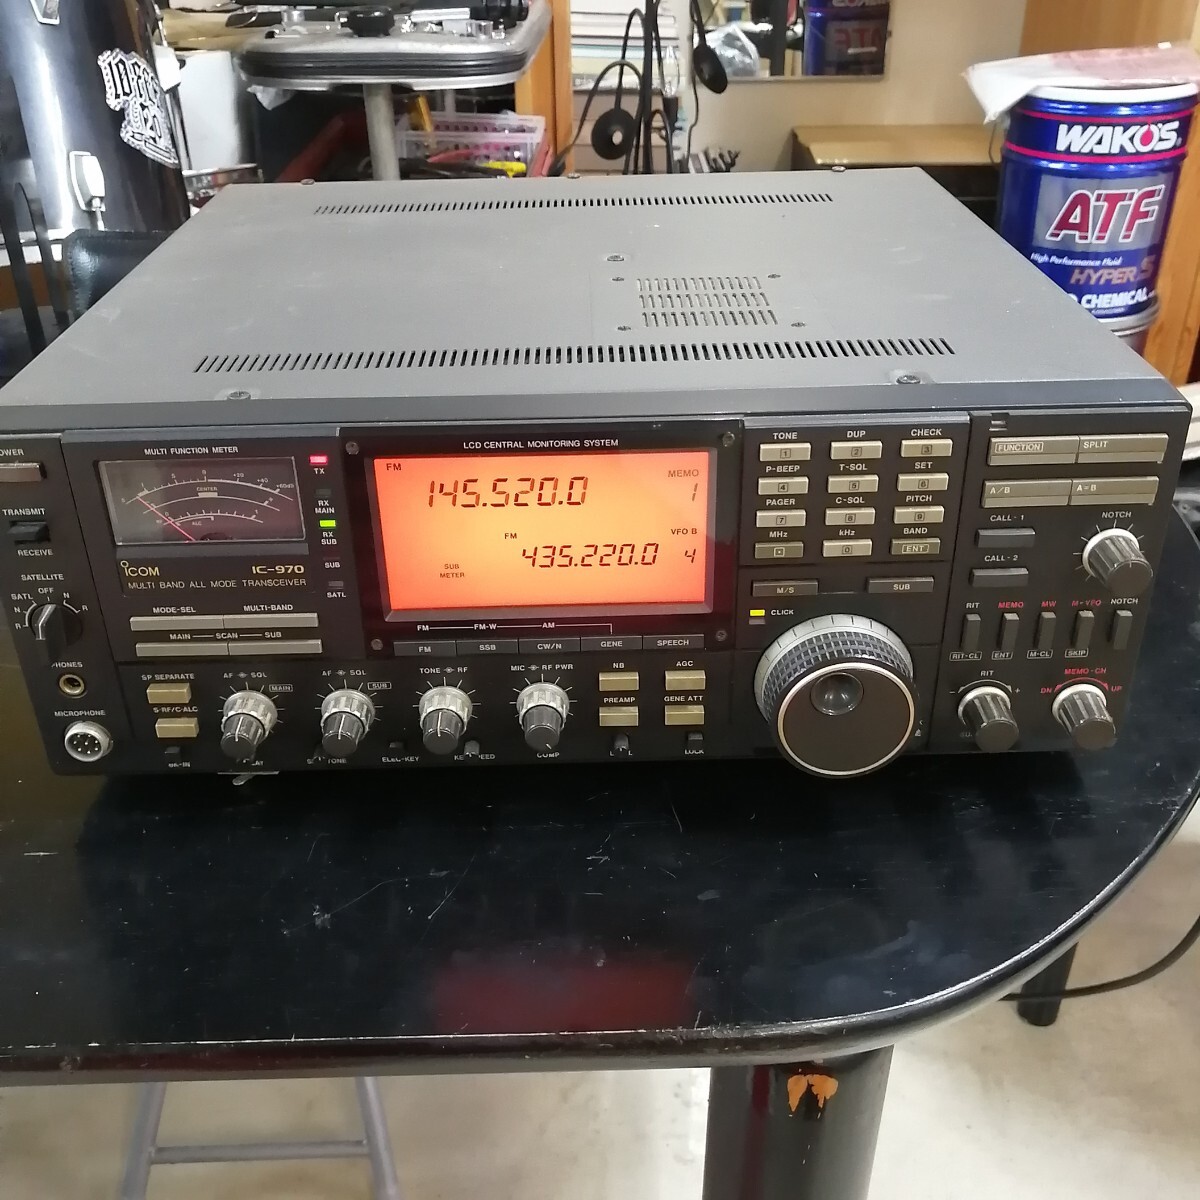 WAKO'S
ATF
High Performance Fluid
HYPER S
CHEMICAL
MULTI FUNCTION METER
CENTER
ALC
TX
RX
MAIN
RX
SUB
SUB
SATL
ICOM IC-970
MULTI BAND ALL MODE TRANSCEIVER
MODE-SEL MULTI-BAND
MAIN SCAN SUB
LCD CENTRAL MONITORING SYSTEM
FM
145.520.0
MEMO
1
FM
435.220.0
VFO B
4
SUB
METER
FM FM-W AM
FM SSB CW/N GENE SPEECH
TONE DUP CHECK
1 2 3
P-BEEP T-SQL SET
4 5 6
PAGER C-SQL PITCH
7 8 9
MHz kHz BAND
0 ENT
M/S SUB
CLICK
FUNCTION SPLIT
A/B A=B
CALL-1
CALL-2
NOTCH
RIT MEMO MW M▸VFO NOTCH
RIT-CL ENT M-CL SKIP
RIT
MEMO-CH
DN UP
TRANSMIT
RECEIVE
SATELLITE
SATL OFF N
N R
R
MICROPHONE
SP SEPARATE
S-RF/C-ALC
AF SQL MAIN
AF SQL SUB
TONE RF
MIC RF PWR
NB AGC
PREAMP GENE ATT
ELEC-KEY
COMP
LOCK